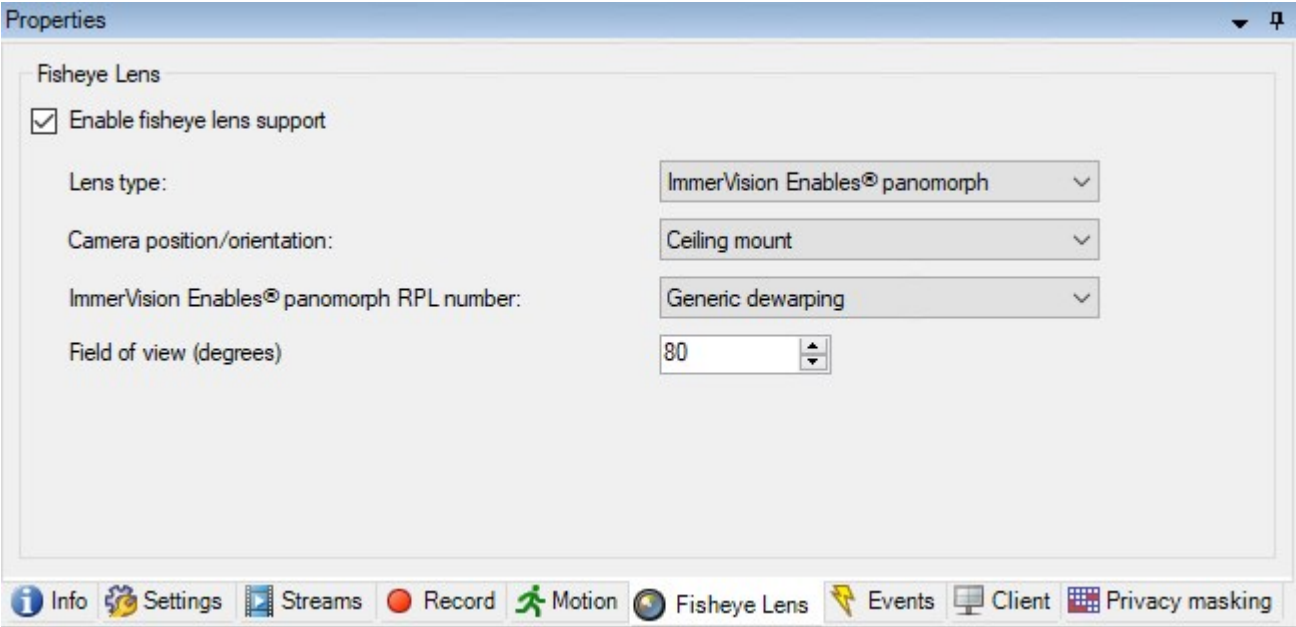 Properties
Fisheye Lens
Enable fisheye lens support
Lens type: ImmerVision Enables® panomorph
Camera position/orientation: Ceiling mount
ImmerVision Enables® panomorph RPL number: Generic dewarping
Field of view (degrees) 80
Info Settings Streams Record Motion Fisheye Lens Events Client Privacy masking